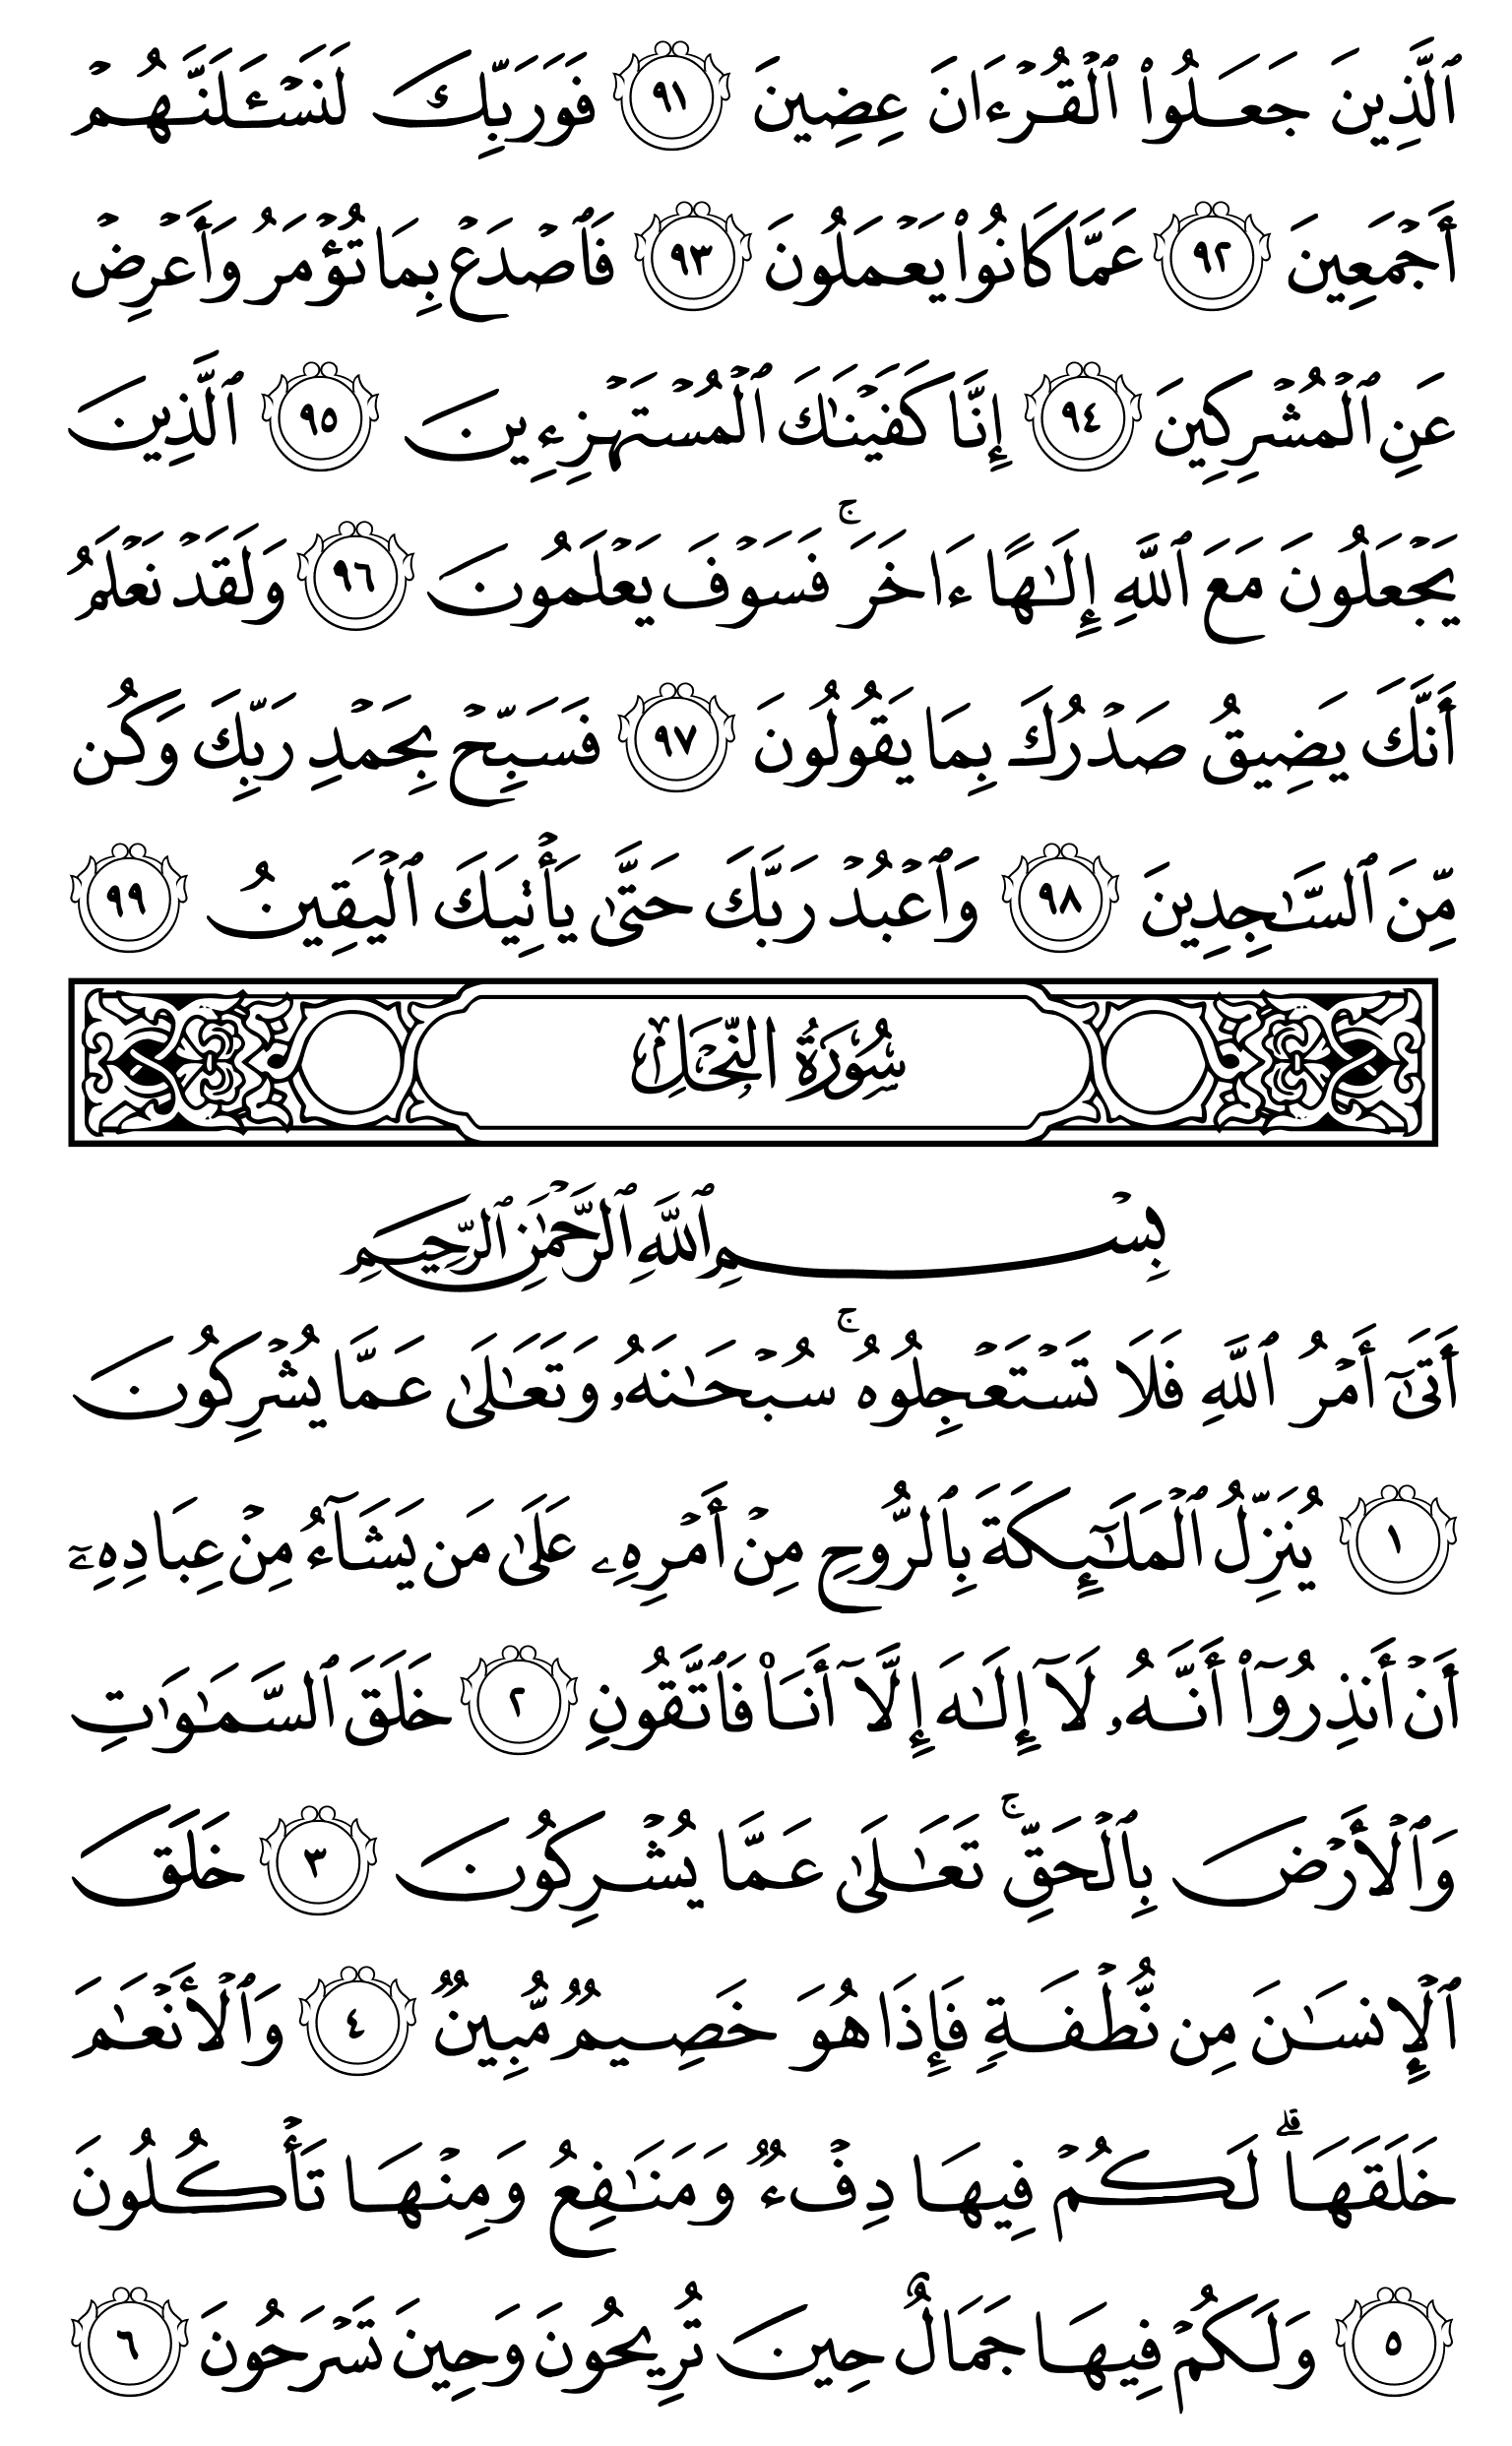 ٱلَّذِينَ جَعَلُوا۟ ٱلْقُرْءَانَ عِضِينَ ٩١ فَوَرَبِّكَ لَنَسْـَٔلَنَّهُمْ
أَجْمَعِينَ ٩٢ عَمَّا كَانُوا۟ يَعْمَلُونَ ٩٣ فَٱصْدَعْ بِمَا تُؤْمَرُ وَأَعْرِضْ
عَنِ ٱلْمُشْرِكِينَ ٩٤ إِنَّا كَفَيْنَـٰكَ ٱلْمُسْتَهْزِءِينَ ٩٥ ٱلَّذِينَ
يَجْعَلُونَ مَعَ ٱللَّهِ إِلَـٰهًا ءَاخَرَ ۚ فَسَوْفَ يَعْلَمُونَ ٩٦ وَلَقَدْ نَعْلَمُ
أَنَّكَ يَضِيقُ صَدْرُكَ بِمَا يَقُولُونَ ٩٧ فَسَبِّحْ بِحَمْدِ رَبِّكَ وَكُن
مِّنَ ٱلسَّـٰجِدِينَ ٩٨ وَٱعْبُدْ رَبَّكَ حَتَّىٰ يَأْتِيَكَ ٱلْيَقِينُ ٩٩
سُورَةُ النَّحْلِ
بِسْمِ ٱللَّهِ ٱلرَّحْمَـٰنِ ٱلرَّحِيمِ
أَتَىٰٓ أَمْرُ ٱللَّهِ فَلَا تَسْتَعْجِلُوهُ ۚ سُبْحَـٰنَهُۥ وَتَعَـٰلَىٰ عَمَّا يُشْرِكُونَ
١ يُنَزِّلُ ٱلْمَلَـٰٓئِكَةَ بِٱلرُّوحِ مِنْ أَمْرِهِۦ عَلَىٰ مَن يَشَآءُ مِنْ عِبَادِهِۦٓ
أَنْ أَنذِرُوٓا۟ أَنَّهُۥ لَآ إِلَـٰهَ إِلَّآ أَنَا۠ فَٱتَّقُونِ ٢ خَلَقَ ٱلسَّمَـٰوَٰتِ
وَٱلْأَرْضَ بِٱلْحَقِّ ۚ تَعَـٰلَىٰ عَمَّا يُشْرِكُونَ ٣ خَلَقَ
ٱلْإِنسَـٰنَ مِن نُّطْفَةٍ فَإِذَا هُوَ خَصِيمٌ مُّبِينٌ ٤ وَٱلْأَنْعَـٰمَ
خَلَقَهَا ۗ لَكُمْ فِيهَا دِفْءٌ وَمَنَـٰفِعُ وَمِنْهَا تَأْكُلُونَ
٥ وَلَكُمْ فِيهَا جَمَالٌ حِينَ تُرِيحُونَ وَحِينَ تَسْرَحُونَ ٦